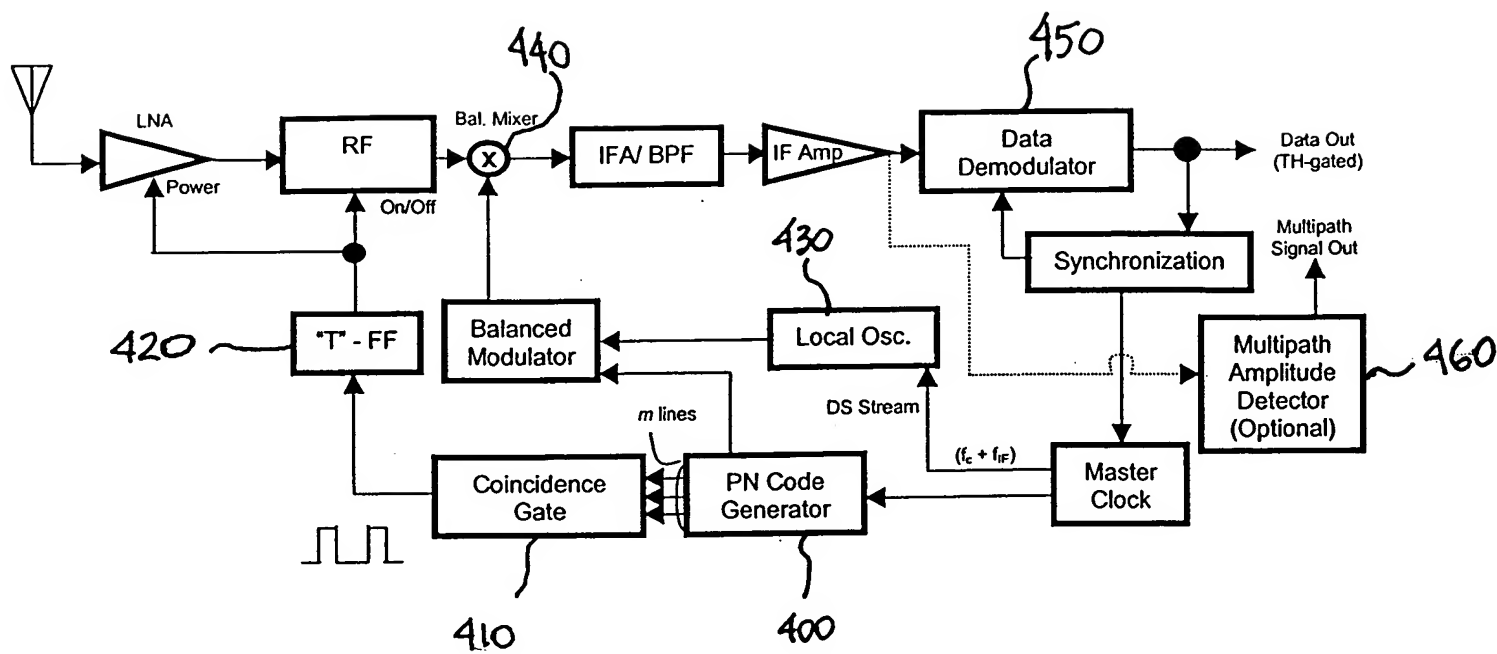 440
450
LNA
RF
Bal. Mixer
X
IFA/ BPF
IF Amp
Data
Demodulator
Data Out
(TH-gated)
Power
On/Off
430
Synchronization
Multipath
Signal Out
420
"T" - FF
Balanced
Modulator
Local Osc.
Multipath
Amplitude
Detector
(Optional)
460
DS Stream
m lines
(fc + fIF)
Coincidence
Gate
PN Code
Generator
Master
Clock
410
400